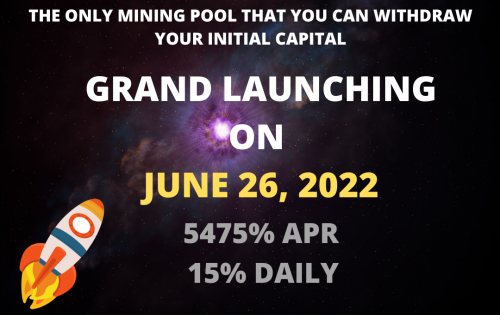 THE ONLY MINING POOL THAT YOU CAN WITHDRAW
YOUR INITIAL CAPITAL
GRAND LAUNCHING
ON
JUNE 26, 2022
5475% APR
15% DAILY